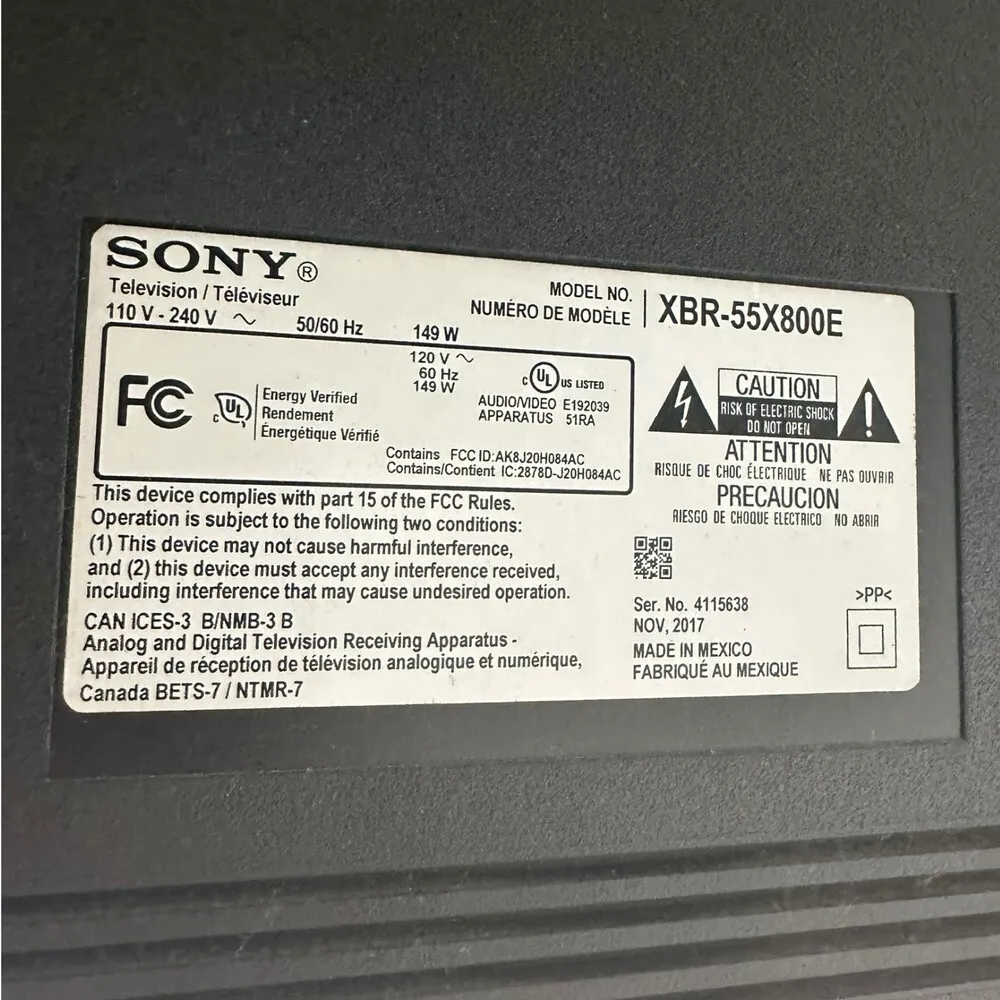 SONY®
Television / Téléviseur
110 V - 240 V ~ 50/60 Hz 149 W
MODEL NO.
NUMÉRO DE MODÈLE
XBR-55X800E
120 V ~
60 Hz
149 W
FC
c UL
Energy Verified
Rendement
Énergétique Vérifié
c UL US LISTED
AUDIO/VIDEO E192039
APPARATUS 51RA
Contains FCC ID:AK8J20H084AC
Contains/Contient IC:2878D-J20H084AC
This device complies with part 15 of the FCC Rules.
Operation is subject to the following two conditions:
(1) This device may not cause harmful interference,
and (2) this device must accept any interference received,
including interference that may cause undesired operation.
CAN ICES-3 B/NMB-3 B
Analog and Digital Television Receiving Apparatus -
Appareil de réception de télévision analogique et numérique,
Canada BETS-7 / NTMR-7
CAUTION
RISK OF ELECTRIC SHOCK
DO NOT OPEN
ATTENTION
RISQUE DE CHOC ÉLECTRIQUE NE PAS OUVRIR
PRECAUCION
RIESGO DE CHOQUE ELECTRICO NO ABRIR
Ser. No. 4115638
NOV, 2017
MADE IN MEXICO
FABRIQUÉ AU MEXIQUE
>PP<